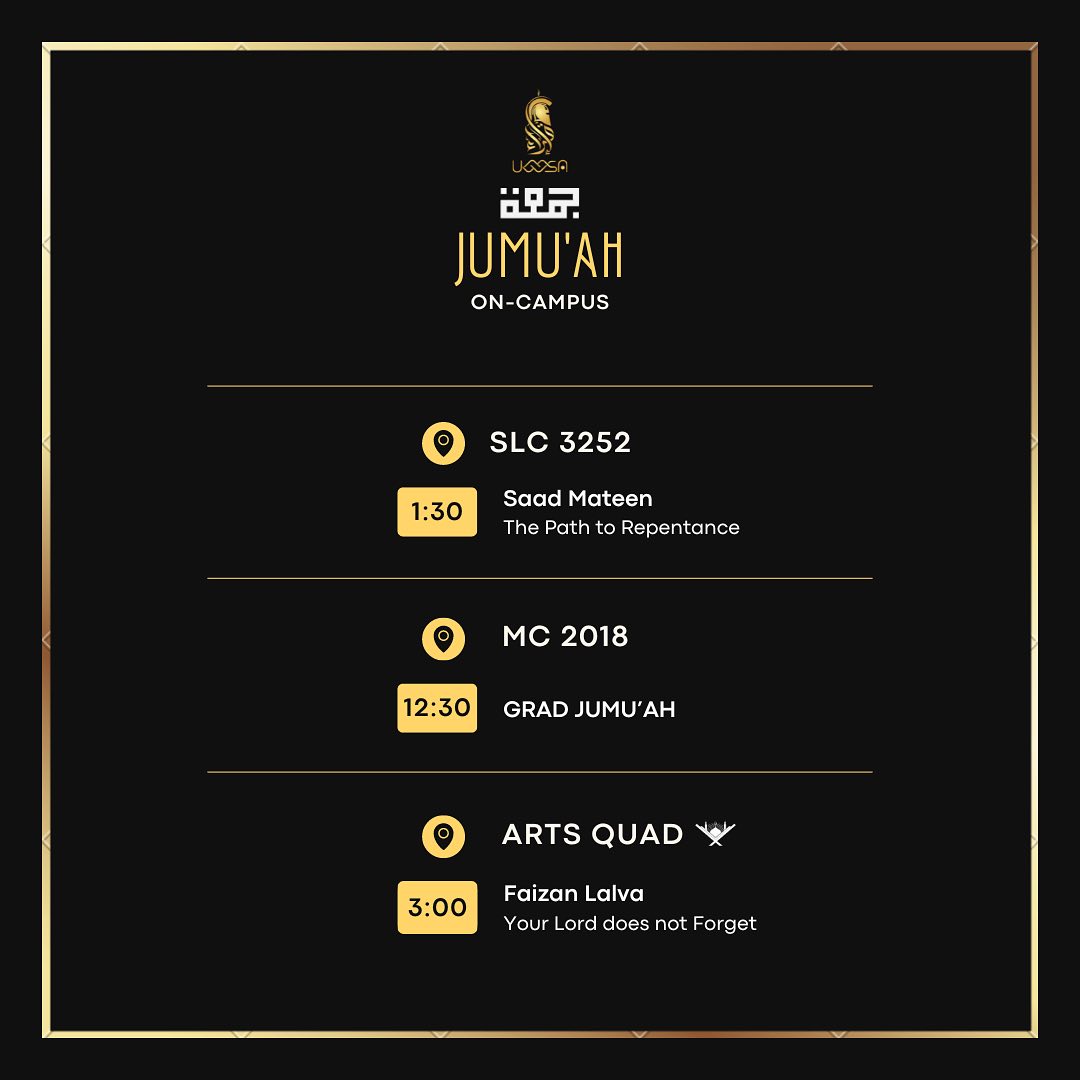 جمعة
JUMU'AH
ON-CAMPUS
SLC 3252
1:30
Saad Mateen
The Path to Repentance
MC 2018
12:30
GRAD JUMU’AH
ARTS QUAD
3:00
Faizan Lalva
Your Lord does not Forget